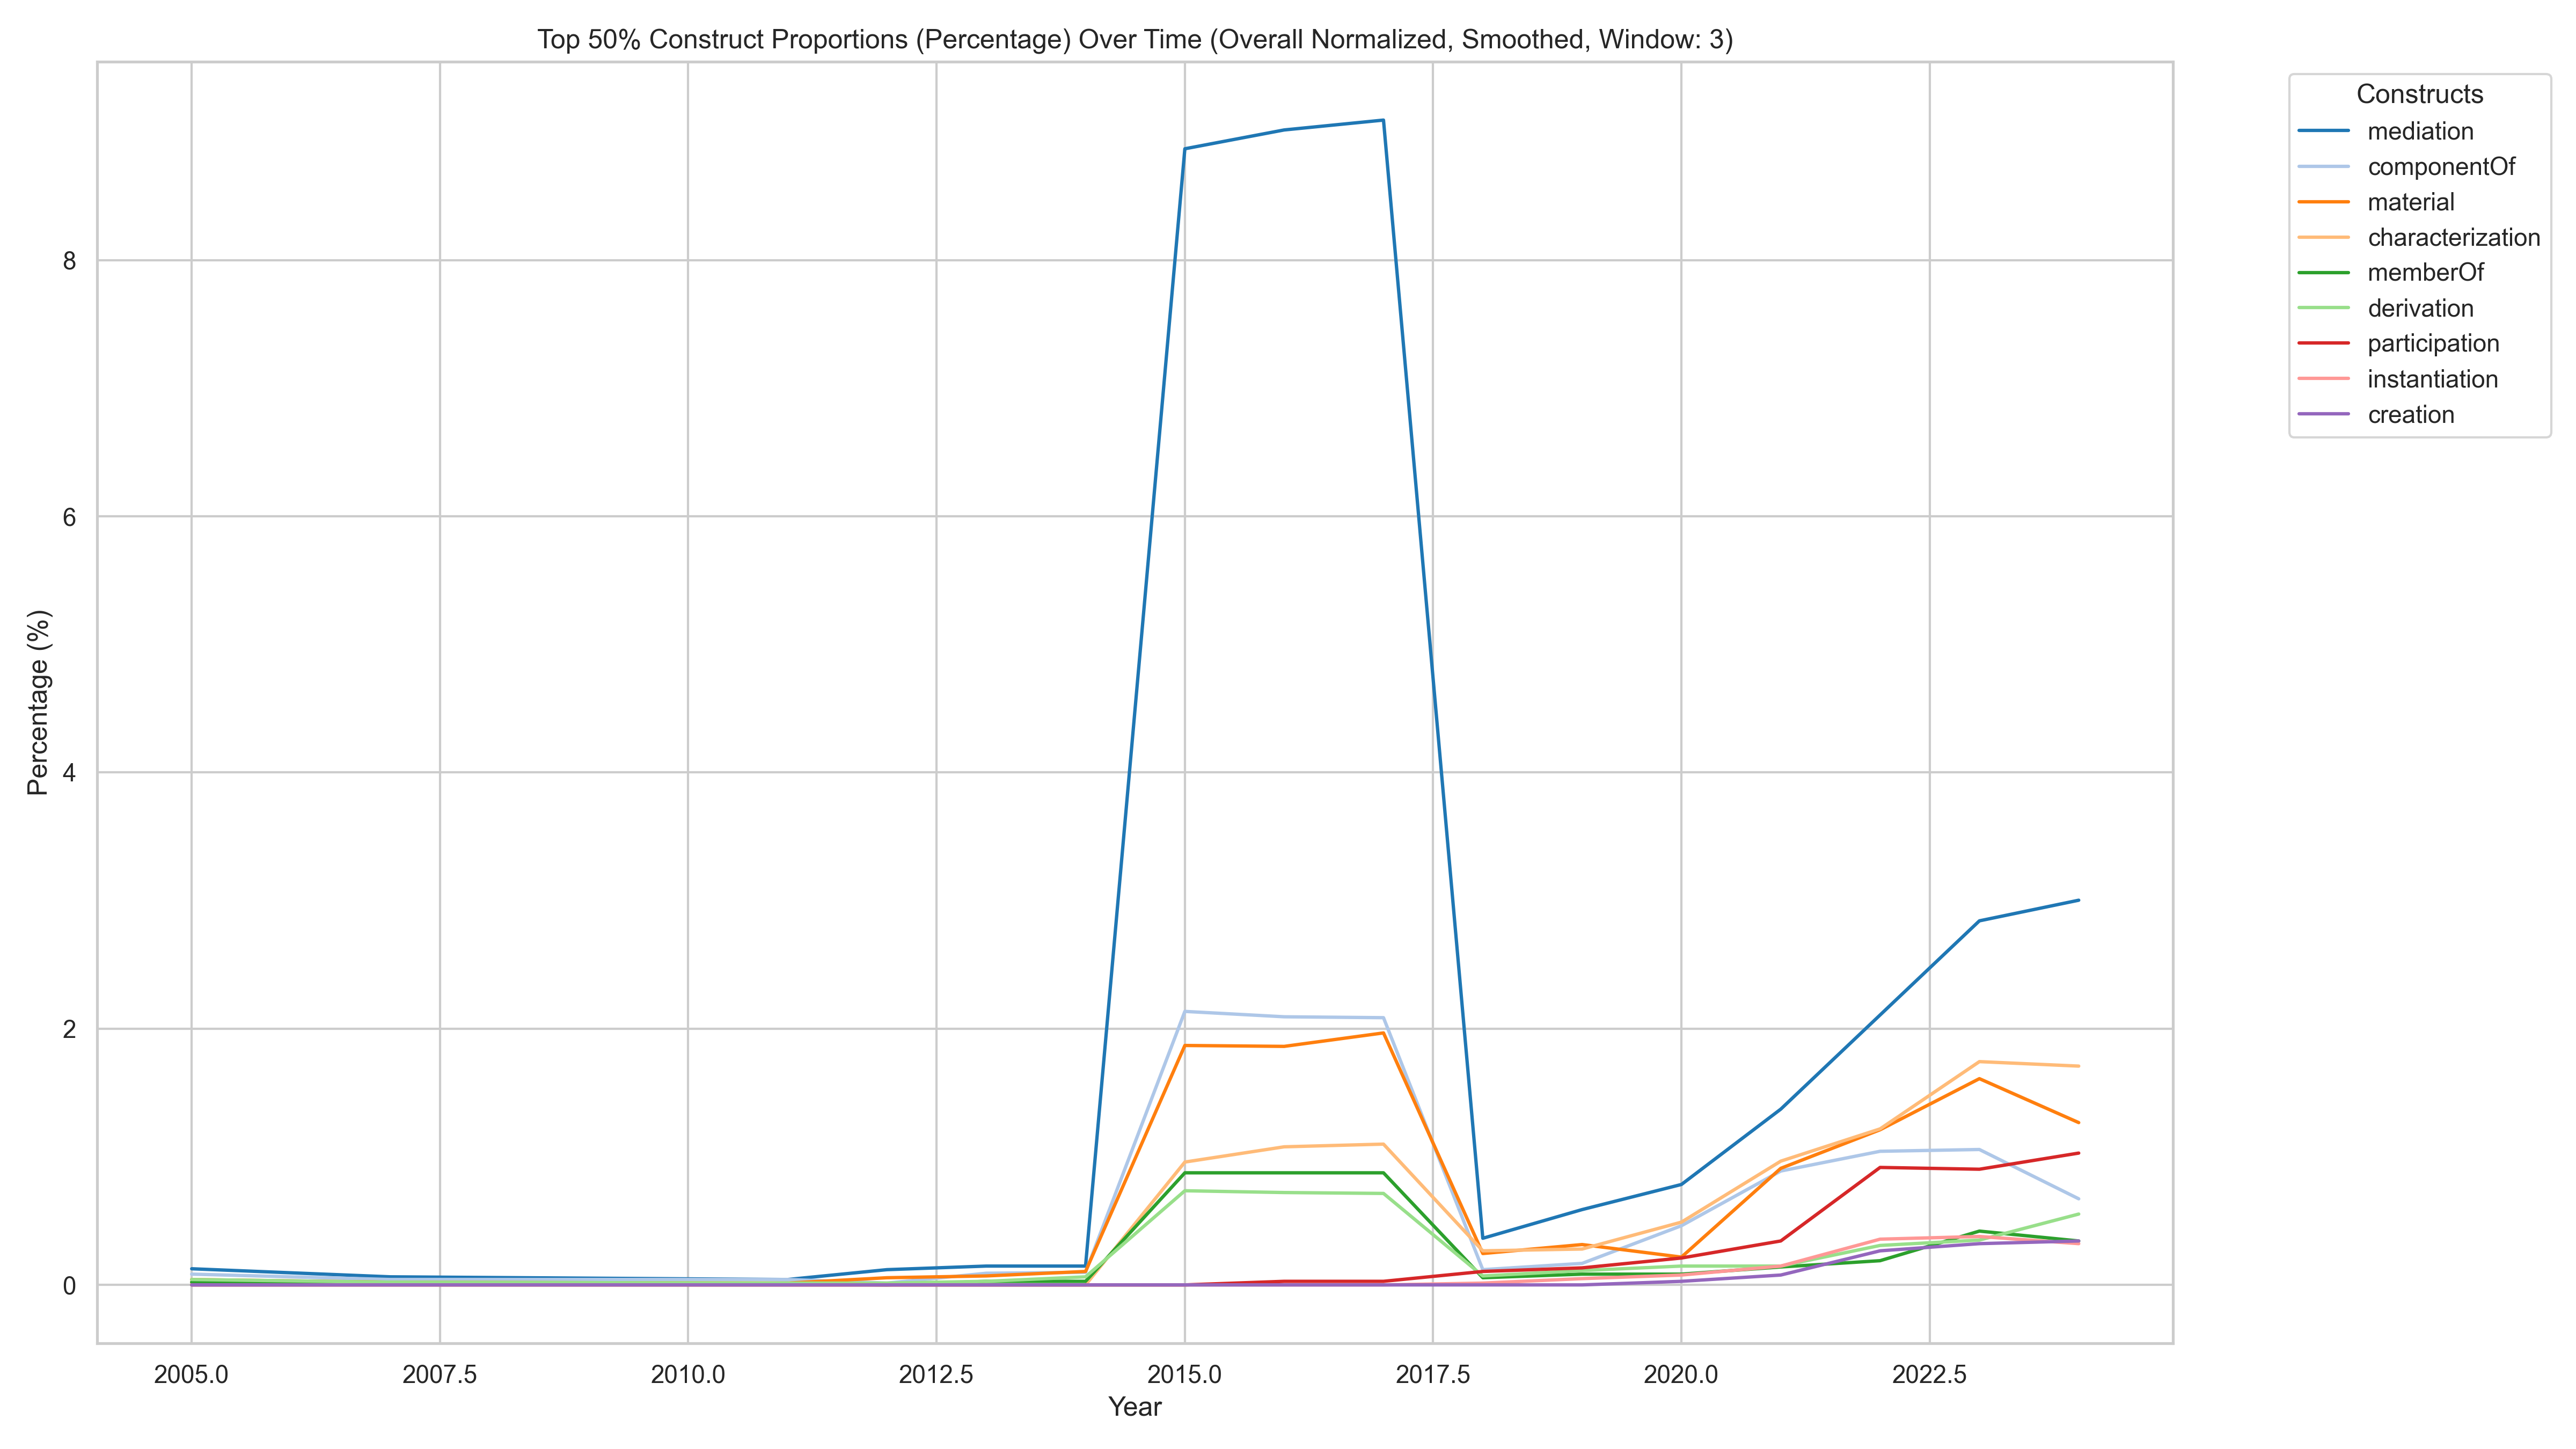 Top 50% Construct Proportions (Percentage) Over Time (Overall Normalized, Smoothed, Window: 3)
Constructs
mediation
componentOf
material
characterization
memberOf
derivation
participation
instantiation
creation
Percentage (%)
8
6
4
2
0
2005.0 2007.5 2010.0 2012.5 2015.0 2017.5 2020.0 2022.5
Year